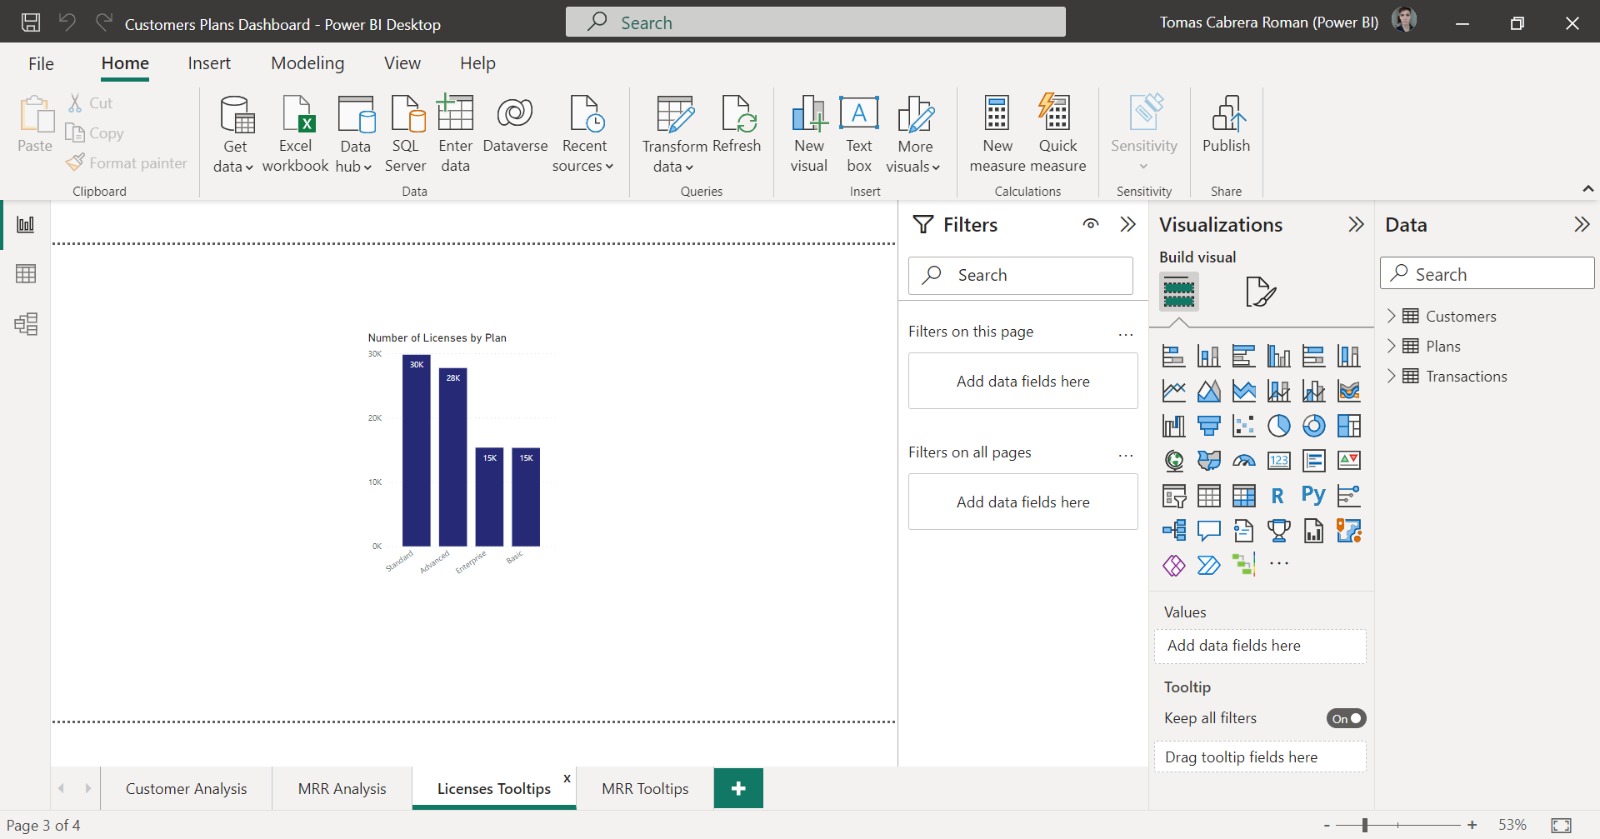 Customers Plans Dashboard - Power BI Desktop
Search
Tomas Cabrera Roman (Power BI)
File
Home
Insert
Modeling
View
Help
Paste
Cut
Copy
Format painter
Clipboard
Get data
Excel workbook
Data hub
SQL Server
Enter data
Dataverse
Recent sources
Data
Transform data
Refresh
Queries
New visual
A
Text box
More visuals
Insert
New measure
Quick measure
Calculations
Sensitivity
Sensitivity
Publish
Share
Number of Licenses by Plan
30K
20K
10K
0K
30K
28K
15K
15K
Standard
Advanced
Enterprise
Basic
Filters
Search
Filters on this page
...
Add data fields here
Filters on all pages
...
Add data fields here
Visualizations
Build visual
123
R
Py
...
Values
Add data fields here
Tooltip
Keep all filters
On
Drag tooltip fields here
Data
Search
Customers
Plans
Transactions
Customer Analysis
MRR Analysis
Licenses Tooltips
x
MRR Tooltips
+
Page 3 of 4
-
+
53%